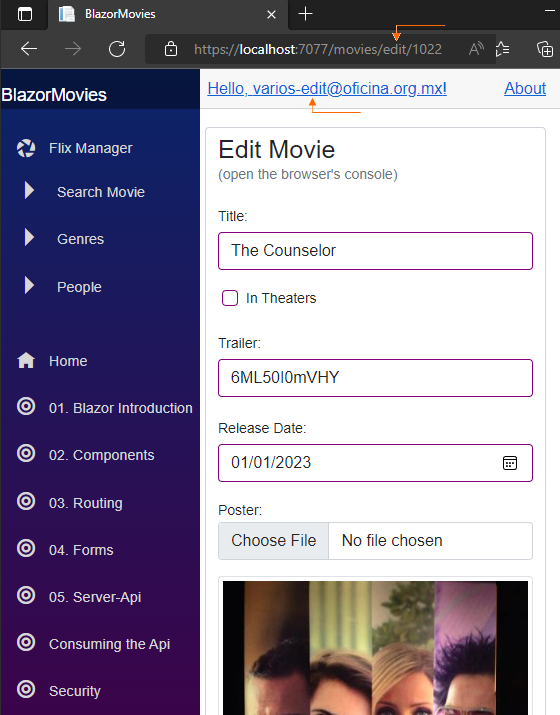 BlazorMovies
https://localhost:7077/movies/edit/1022
BlazorMovies
Hello, varios-edit@oficina.org.mx!
About
Flix Manager
Search Movie
Genres
People
Home
01. Blazor Introduction
02. Components
03. Routing
04. Forms
05. Server-Api
Consuming the Api
Security
Edit Movie
(open the browser's console)
Title:
The Counselor
In Theaters
Trailer:
6ML50I0mVHY
Release Date:
01/01/2023
Poster:
Choose File No file chosen